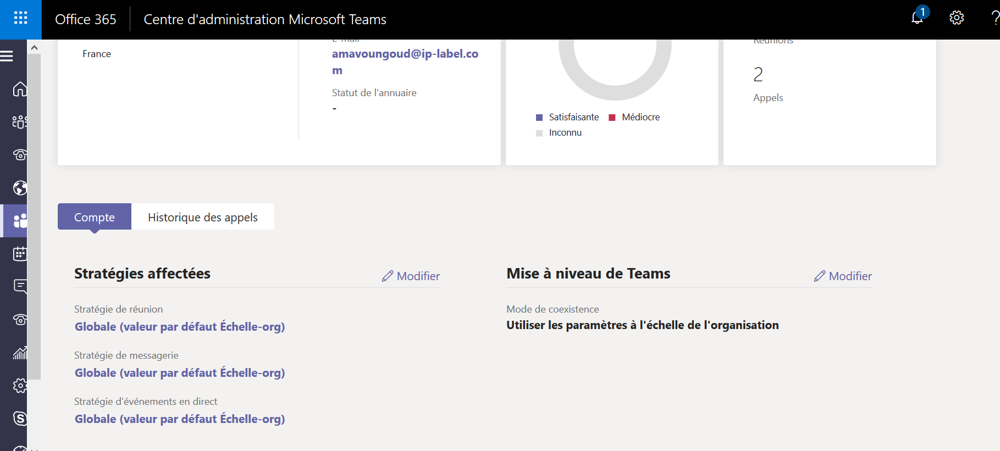 Office 365
Centre d'administration Microsoft Teams
1
?
France
E-mail
amavoungoud@ip-label.co
m
Statut de l'annuaire
-
Satisfaisante
Médiocre
Inconnu
Réunions
2
Appels
Compte
Historique des appels
Stratégies affectées
Modifier
Stratégie de réunion
Globale (valeur par défaut Échelle-org)
Stratégie de messagerie
Globale (valeur par défaut Échelle-org)
Stratégie d'événements en direct
Globale (valeur par défaut Échelle-org)
Mise à niveau de Teams
Modifier
Mode de coexistence
Utiliser les paramètres à l'échelle de l'organisation